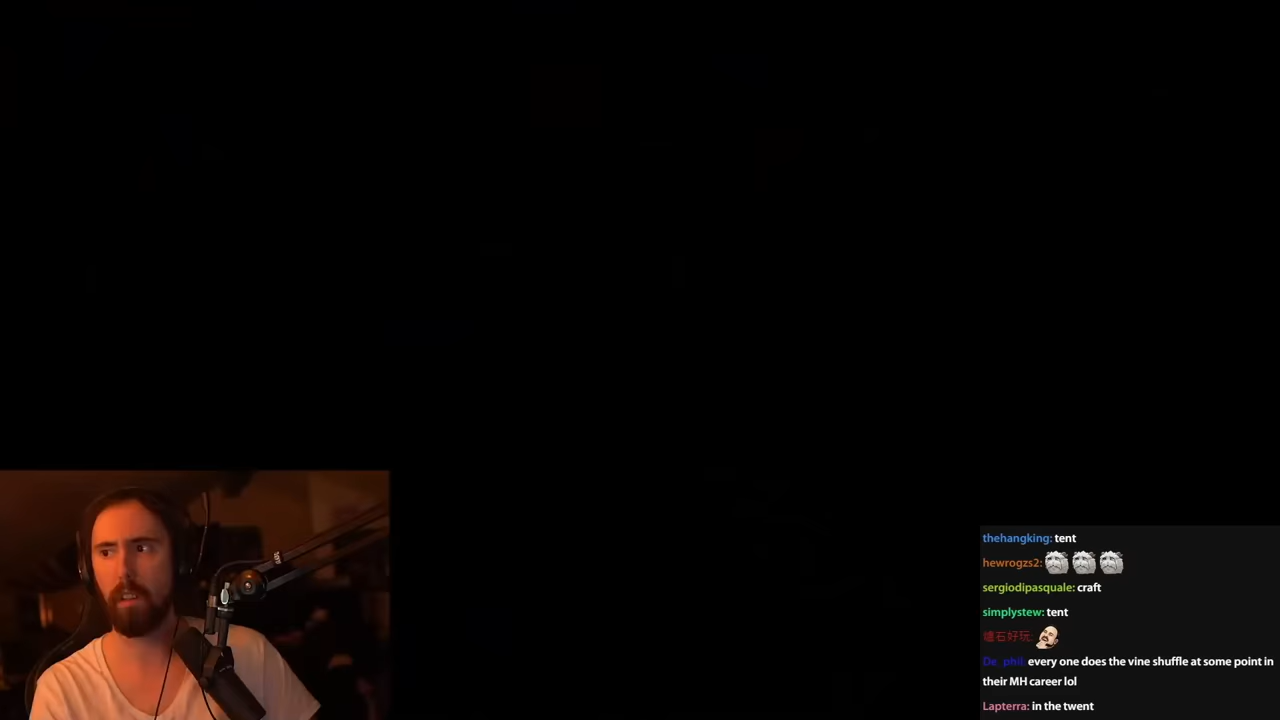 thehangking: tent
hewrogzs2:
sergiodipasquale: craft
simplystew: tent
爐石好玩:
De_phil: every one does the vine shuffle at some point in
their MH career lol
Lapterra: in the twent